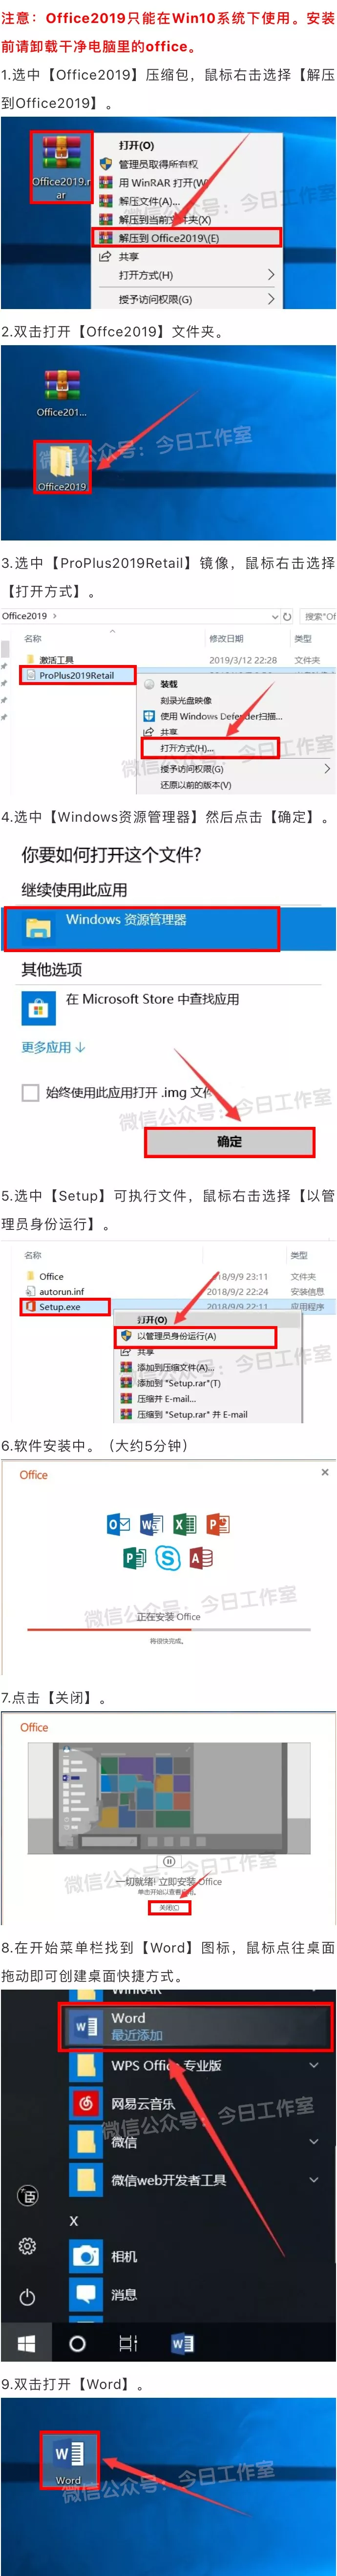 注意：Office2019只能在Win10系统下使用。安装
前请卸载干净电脑里的office。
1.选中【Office2019】压缩包，鼠标右击选择【解压
到Office2019】。
Office2019.r
ar
打开(O)
管理员取得所有权
用 WinRAR 打开(W)
解压文件(A)...
解压到当前文件夹(X)
解压到 Office2019\(E)
共享
打开方式(H)
授予访问权限(G)
微信公众号：今日工作室
2.双击打开【Offce2019】文件夹。
Office201...
Office2019
微信公众号：今日工作室
3.选中【ProPlus2019Retail】镜像，鼠标右击选择
【打开方式】。
Office2019
搜索"Of
名称
修改日期
类型
激活工具
2019/3/12 22:28
文件夹
ProPlus2019Retail
装载
刻录光盘映像
使用 Windows Defender扫描...
共享
打开方式(H)...
授予访问权限(G)
还原以前的版本(V)
微信公众号：今日工作室
4.选中【Windows资源管理器】然后点击【确定】。
你要如何打开这个文件?
继续使用此应用
Windows 资源管理器
其他选项
在 Microsoft Store 中查找应用
更多应用 ↓
始终使用此应用打开 .img 文件
微信公众号：今日工作室
确定
5.选中【Setup】可执行文件，鼠标右击选择【以管
理员身份运行】。
名称
类型
Office
018/9/9 23:11
文件夹
autorun.inf
2018/9/2 22:24
安装信息
Setup.exe
2018/9/9 22:11
应用程序
打开(O)
以管理员身份运行(A)
共享
添加到压缩文件(A)...
添加到 "Setup.rar"(T)
压缩并 E-mail...
压缩到 "Setup.rar" 并 E-mail
微信公众号：今日工作室
6.软件安装中。（大约5分钟）
Office
正在安装 Office
将很快完成。
微信公众号：今日工作室
7.点击【关闭】。
Office
一切就绪! 立即安装 Office
单击开始以查看
关闭(C)
微信公众号：今日工作室
8.在开始菜单栏找到【Word】图标，鼠标点往桌面
拖动即可创建桌面快捷方式。
WinRAR
Word
最近添加
WPS Office 专业版
网易云音乐
微信
微信web开发者工具
X
相机
消息
微信公众号：今日工作室
9.双击打开【Word】。
Word
微信公众号：今日工作室